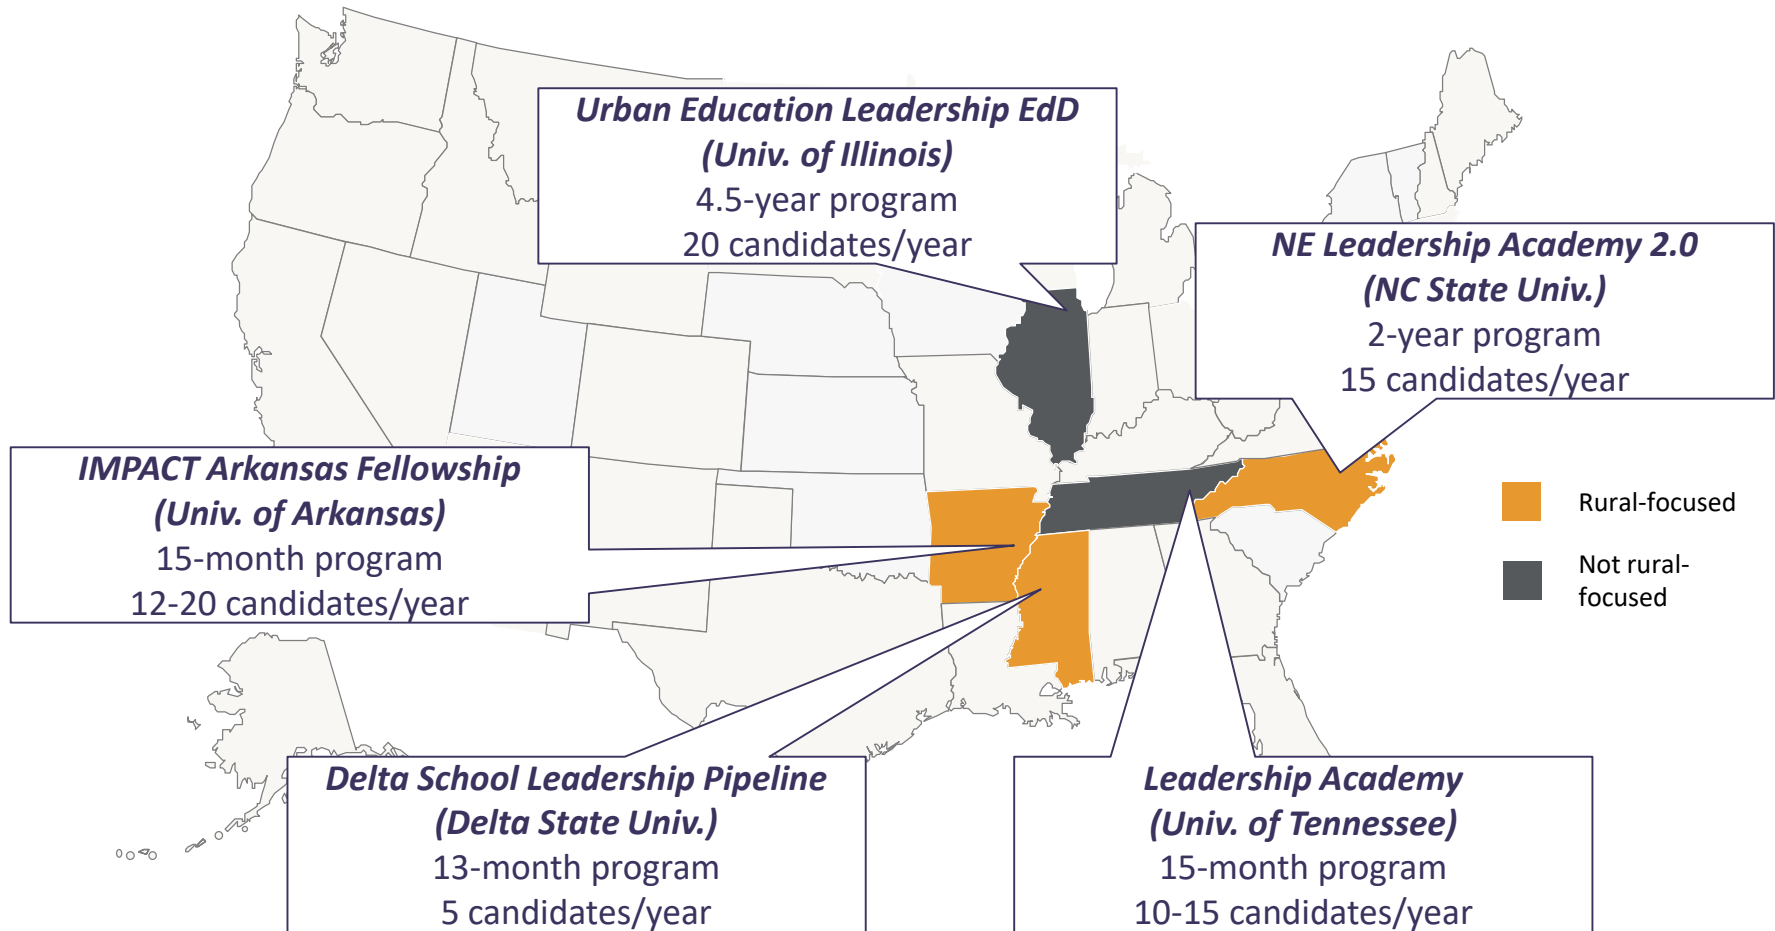 Urban Education Leadership EdD
(Univ. of Illinois)
4.5-year program
20 candidates/year
NE Leadership Academy 2.0
(NC State Univ.)
2-year program
15 candidates/year
IMPACT Arkansas Fellowship
(Univ. of Arkansas)
15-month program
12-20 candidates/year
Rural-focused
Not rural-
focused
Delta School Leadership Pipeline
(Delta State Univ.)
13-month program
5 candidates/year
Leadership Academy
(Univ. of Tennessee)
15-month program
10-15 candidates/year